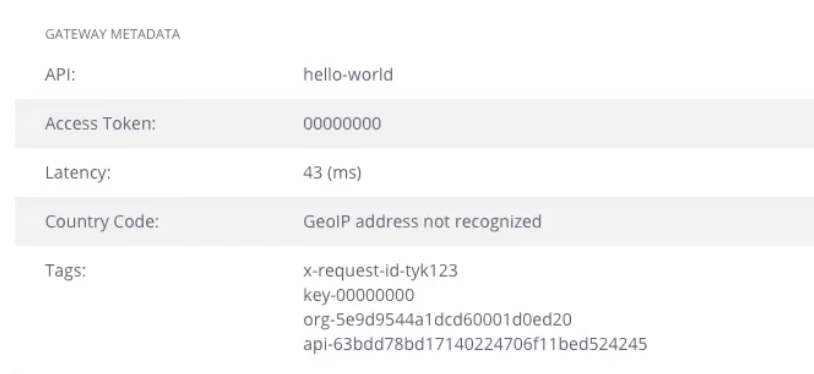 GATEWAY METADATA
API: hello-world
Access Token: 00000000
Latency: 43 (ms)
Country Code: GeoIP address not recognized
Tags: x-request-id-tyk123
key-00000000
org-5e9d9544a1dcd60001d0ed20
api-63bdd78bd17140224706f11bed524245